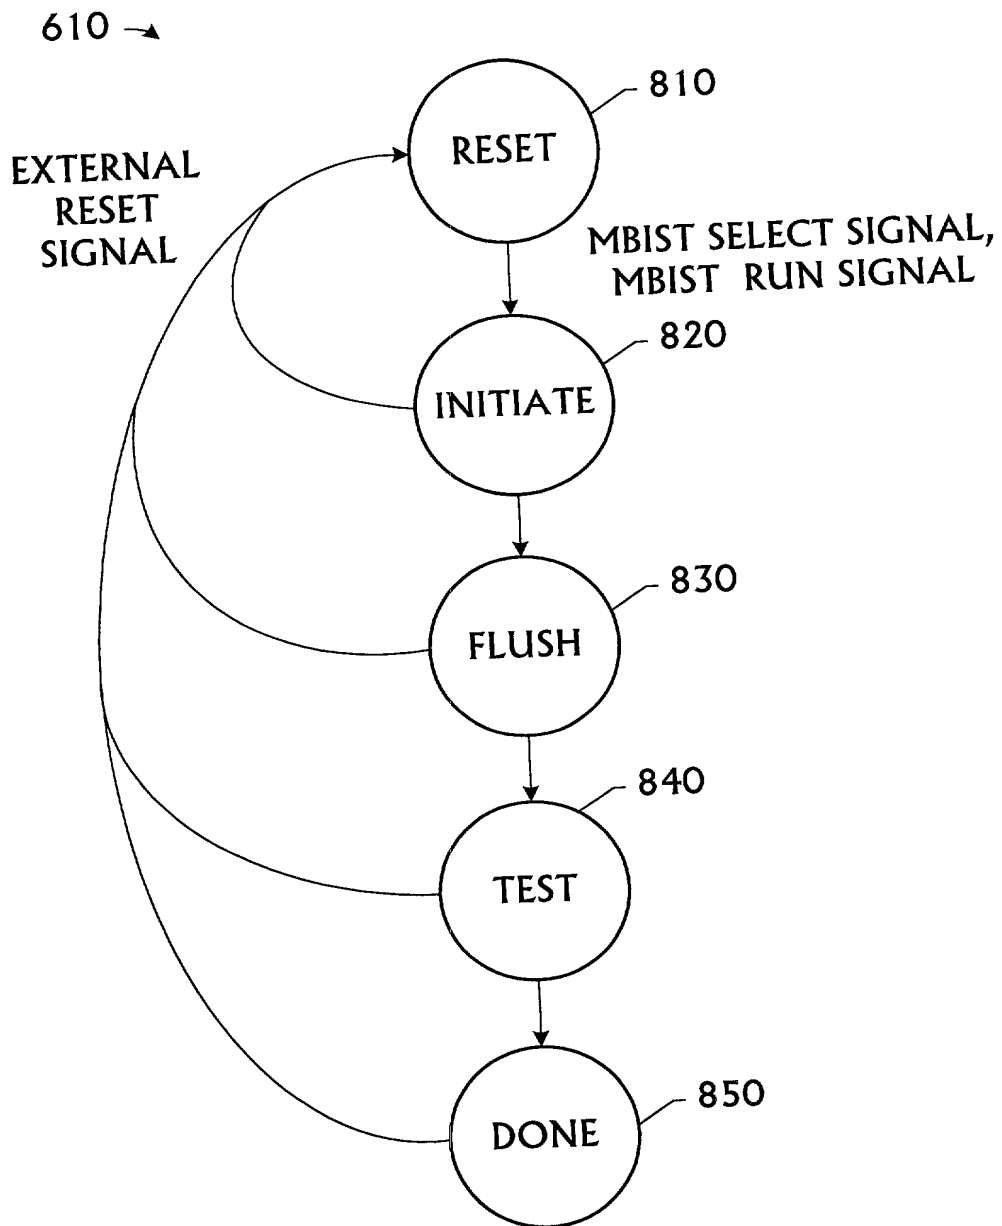 610
810
RESET
EXTERNAL
RESET
SIGNAL
MBIST SELECT SIGNAL,
MBIST RUN SIGNAL
820
INITIATE
830
FLUSH
840
TEST
850
DONE